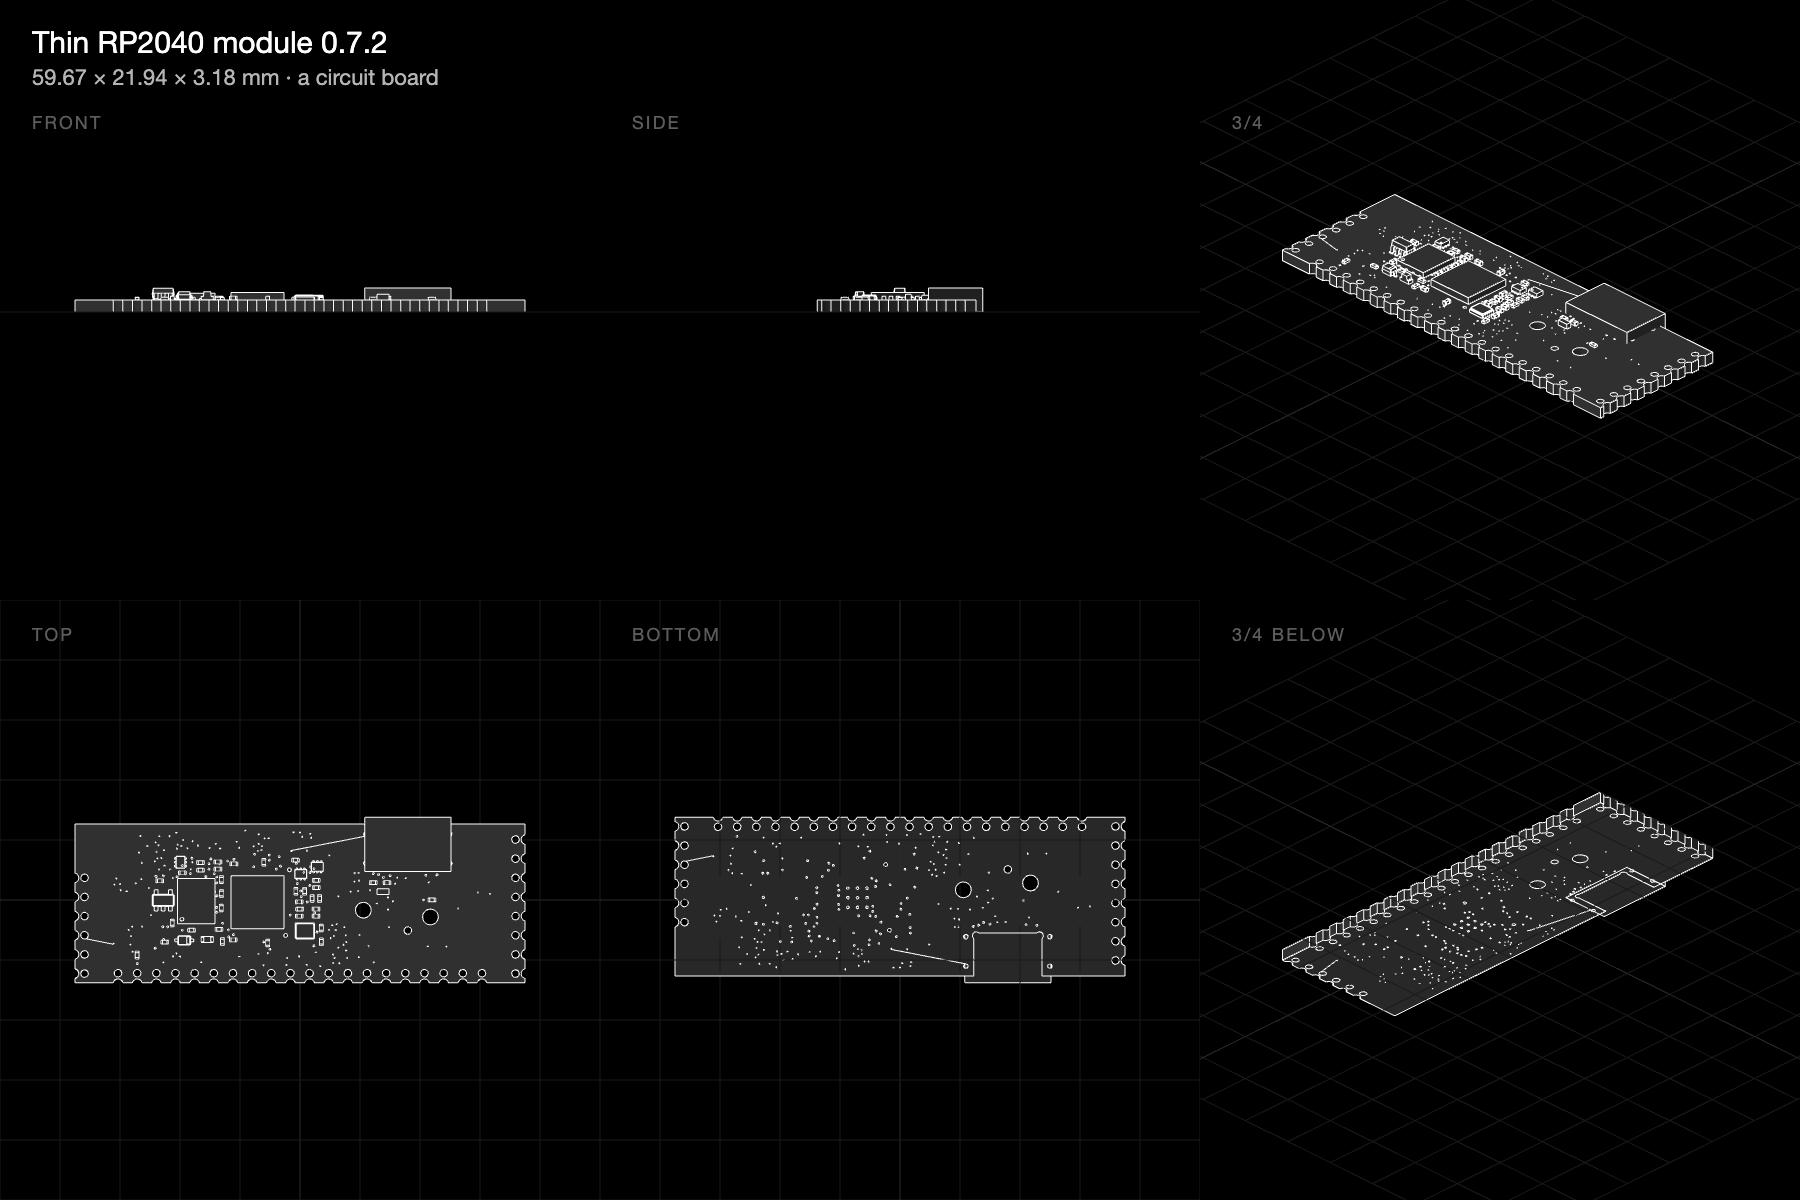 Thin RP2040 module 0.7.2
59.67 × 21.94 × 3.18 mm · a circuit board
FRONT
SIDE
3/4
TOP
BOTTOM
3/4 BELOW